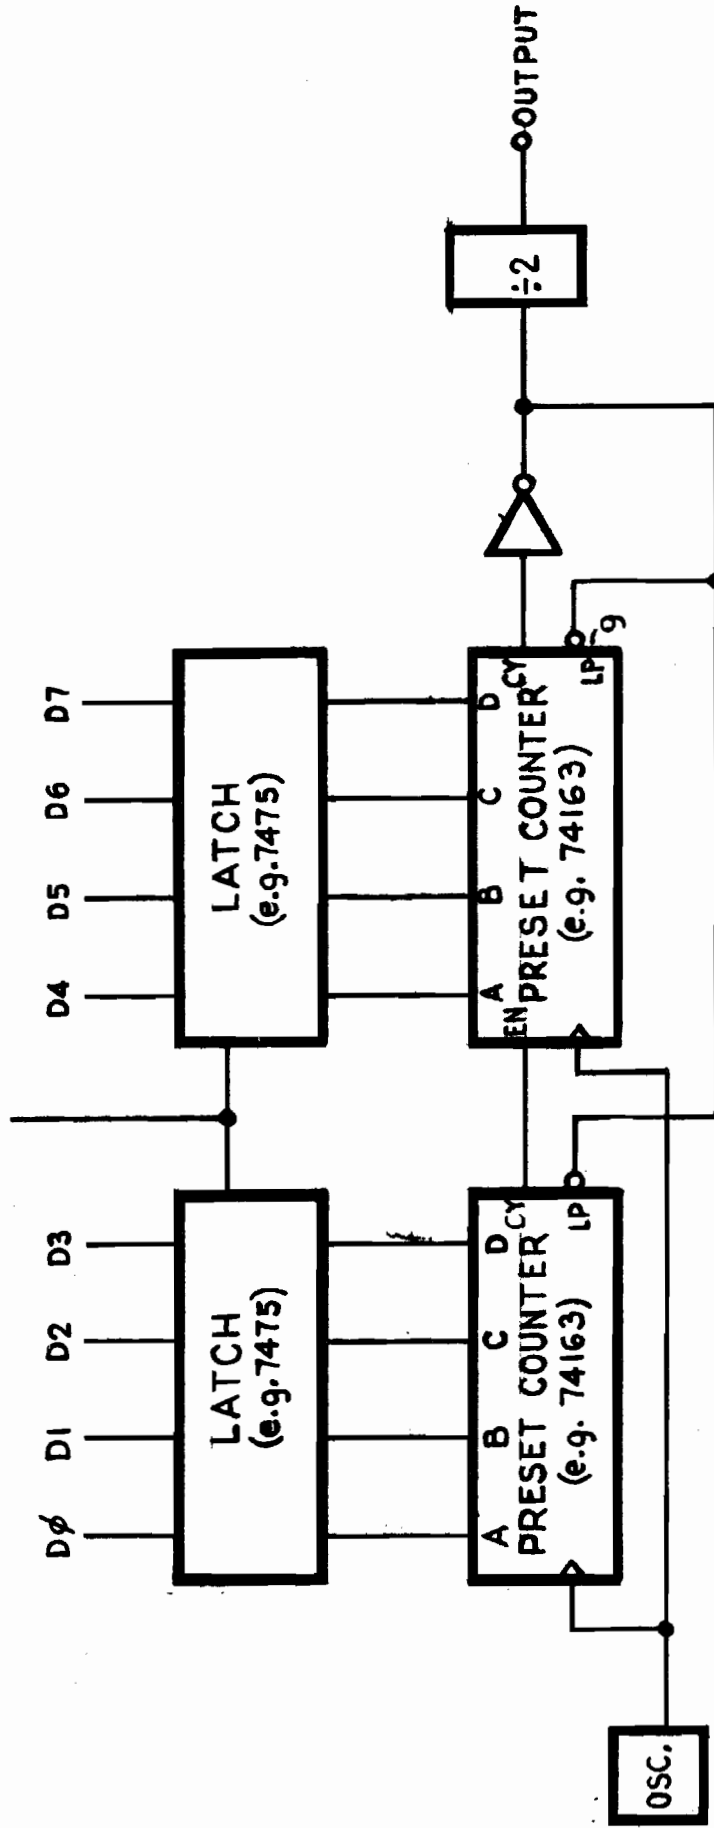 DØ D1 D2 D3 D4 D5 D6 D7
LATCH
(e.g. 7475)
LATCH
(e.g. 7475)
A B C D CY
PRESET COUNTER
(e.g. 74163)
LP
EN A B C D CY
PRESET COUNTER
(e.g. 74163)
LP
9
÷2
OUTPUT
OSC.